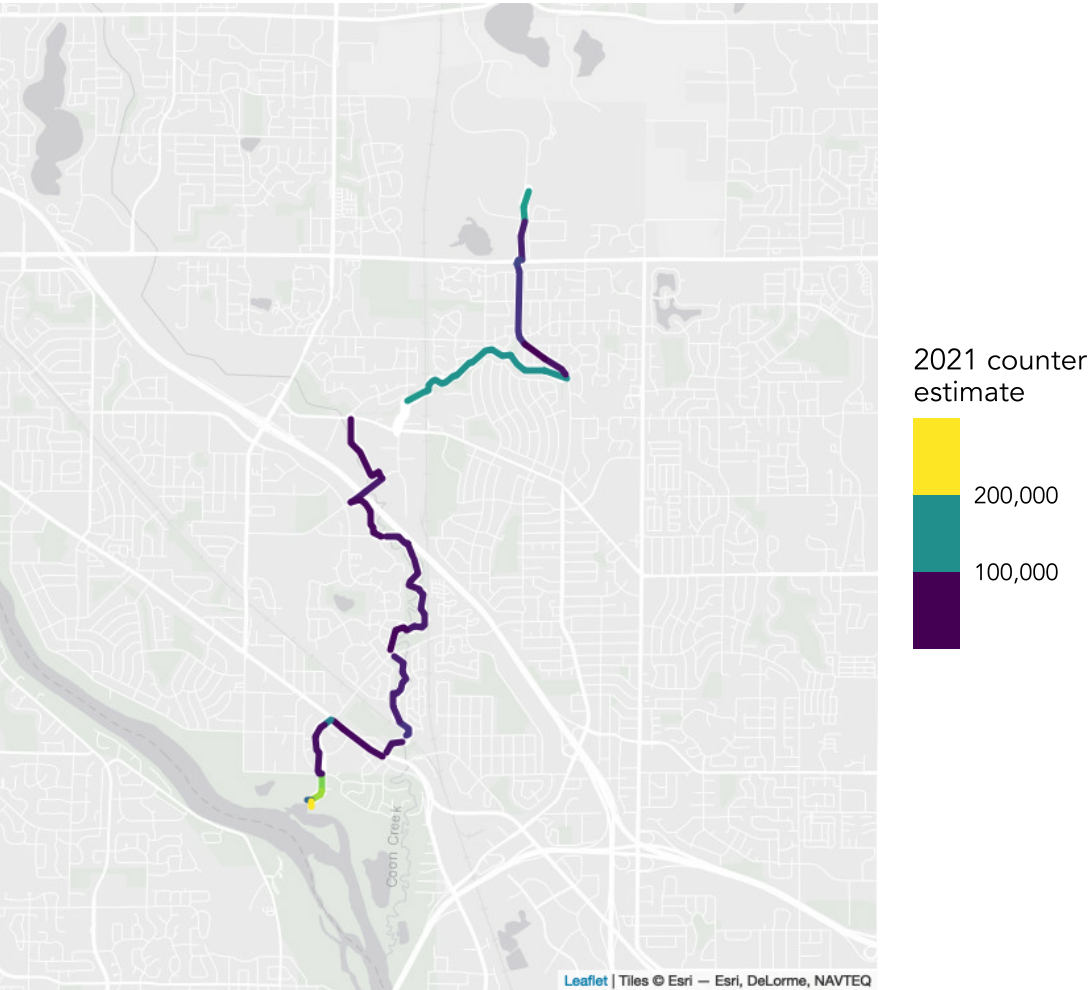 2021 counter
estimate
200,000
100,000
Coon Creek
Leaflet | Tiles © Esri — Esri, DeLorme, NAVTEQ